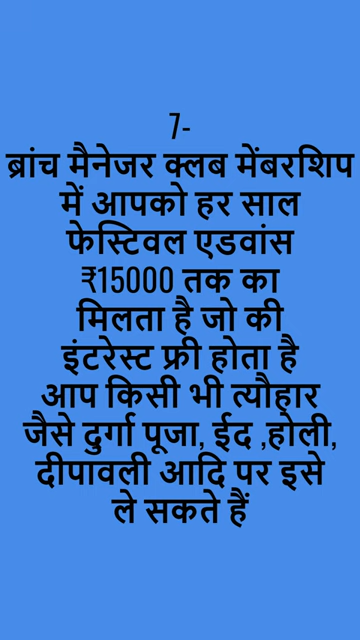 7-
ब्रांच मैनेजर क्लब मेंबरशिप
में आपको हर साल
फेस्टिवल एडवांस
₹15000 तक का
मिलता है जो की
इंटरेस्ट फ्री होता है
आप किसी भी त्यौहार
जैसे दुर्गा पूजा, ईद ,होली,
दीपावली आदि पर इसे
ले सकते हैं